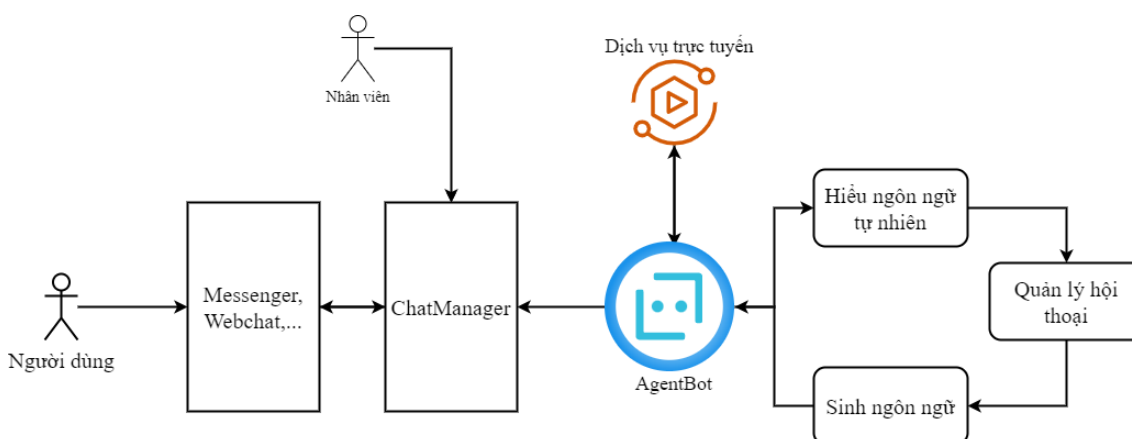 Dịch vụ trực tuyến
Nhân viên
Hiểu ngôn ngữ
tự nhiên
Messenger,
Webchat,...
ChatManager
Quản lý hội
thoại
Người dùng
AgentBot
Sinh ngôn ngữ